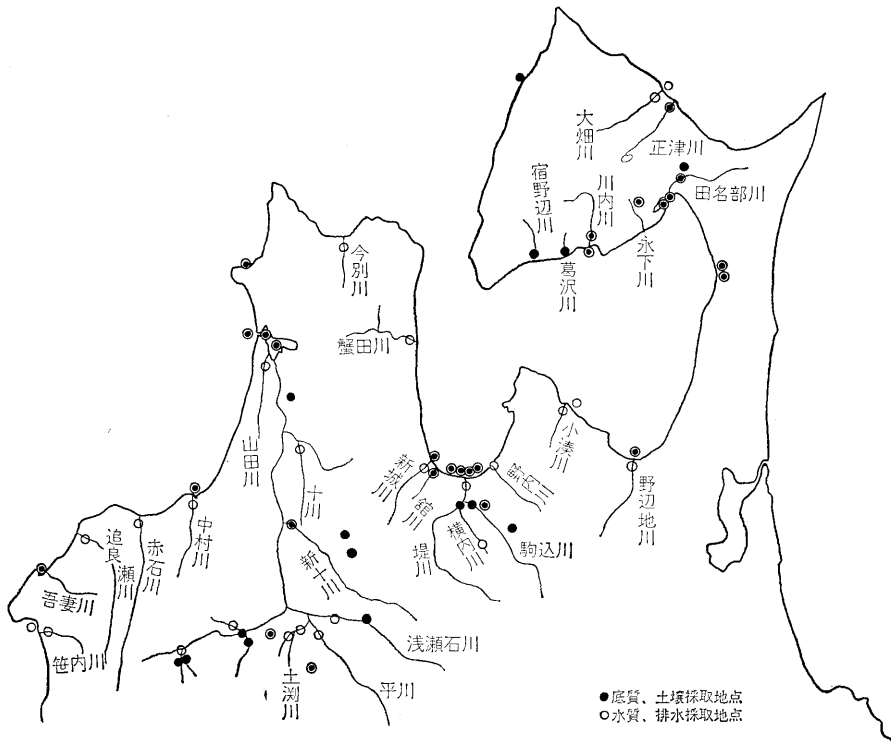 大畑川
正津川
宿野辺川
川内川
田名部川
永下川
葛沢川
今別川
蟹田川
山田川
十川
小湊川
新城川
野内川
舘川
野辺地川
横内川
堤川
駒込川
中村川
赤石川
追良瀬川
吾妻川
笹内川
新十川
浅瀬石川
土渕川
平川
●底質、土壌採取地点
○水質、排水採取地点